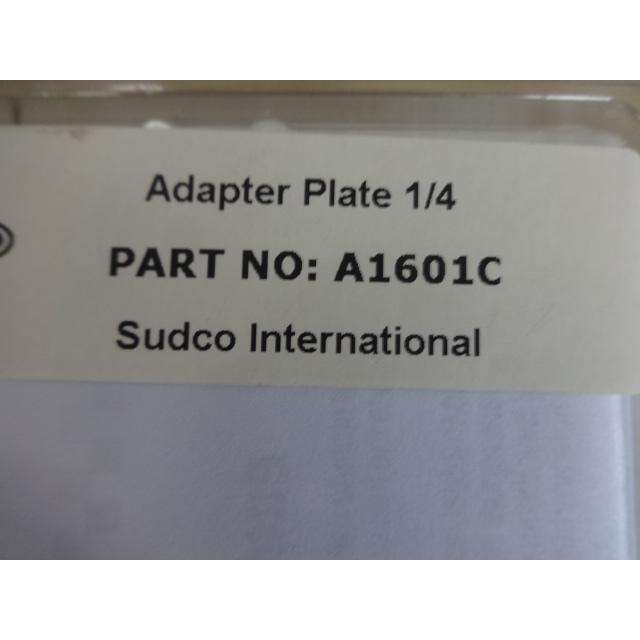 Adapter Plate 1/4
PART NO: A1601C
Sudco International